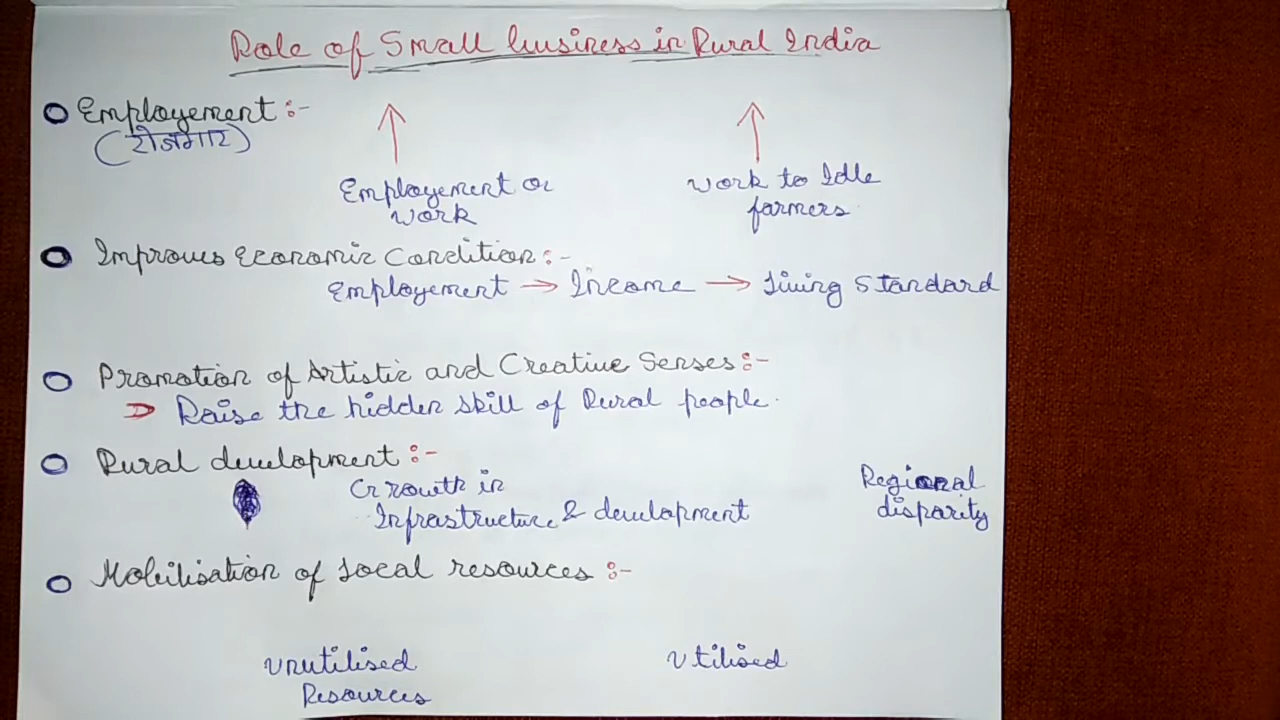 Role of Small business in Rural India
Employement :-
(रोजगार)
↑ ↑
Employement or
work
work to Idle
farmers
Improves Economic Condition :-
Employement → Income → Living Standard
Promotion of Artistic and Creative Senses :-
⇒ Raise the hidden skill of Rural people.
Rural development :-
Growth in
Infrastructure & development
Regional
disparity
Mobilisation of Local resources :-
Unutilised
Resources
Utilised